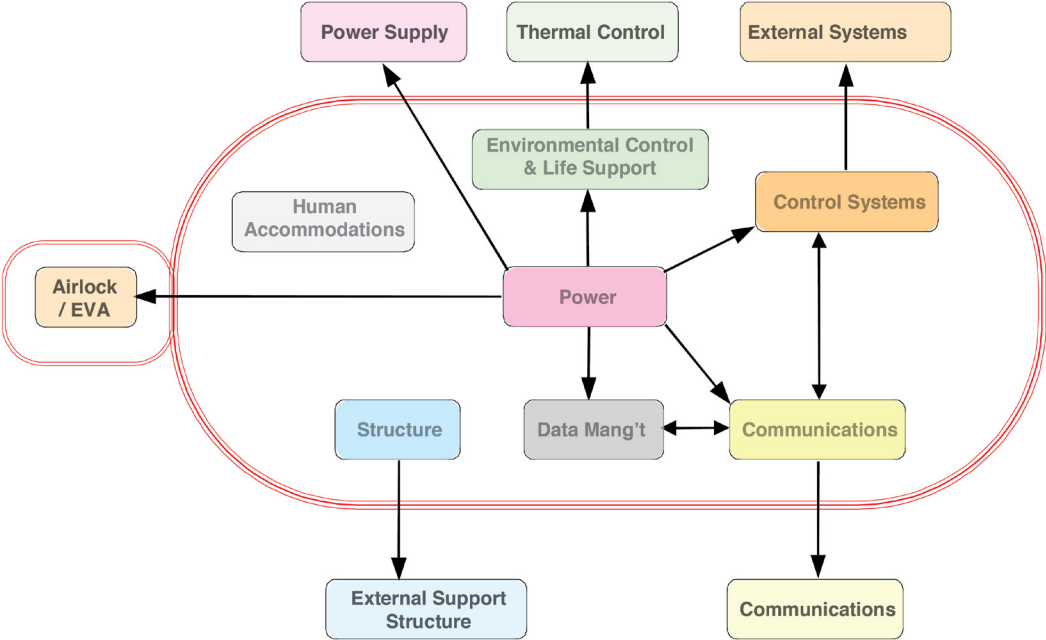 Power Supply
Thermal Control
External Systems
Environmental Control
& Life Support
Control Systems
Human
Accommodations
Airlock
/ EVA
Power
Structure
Data Mang’t
Communications
External Support
Structure
Communications